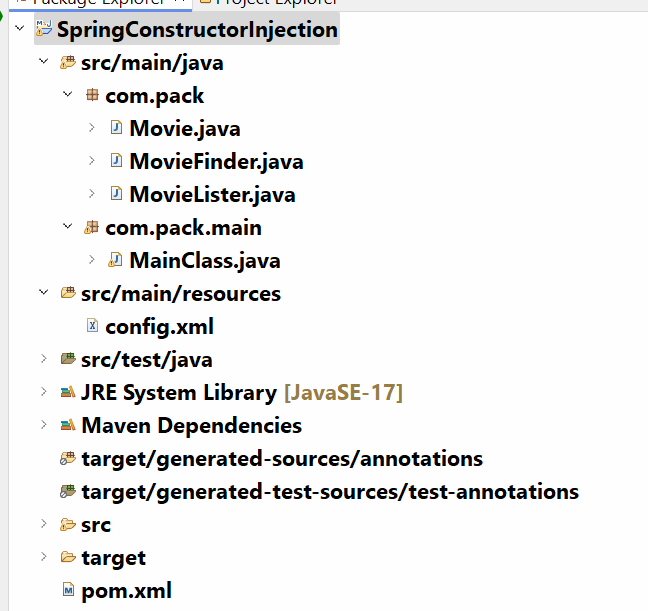 Package Explorer Project Explorer
SpringConstructorInjection
src/main/java
com.pack
Movie.java
MovieFinder.java
MovieLister.java
com.pack.main
MainClass.java
src/main/resources
config.xml
src/test/java
JRE System Library [JavaSE-17]
Maven Dependencies
target/generated-sources/annotations
target/generated-test-sources/test-annotations
src
target
pom.xml